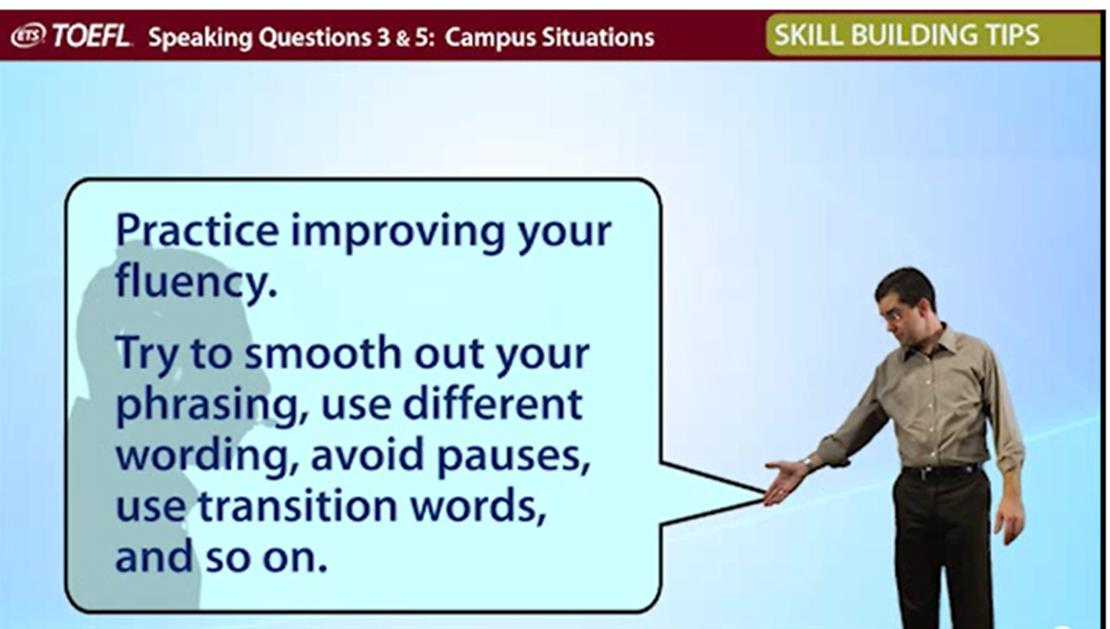 ETS TOEFL Speaking Questions 3 & 5: Campus Situations SKILL BUILDING TIPS
Practice improving your
fluency.
Try to smooth out your
phrasing, use different
wording, avoid pauses,
use transition words,
and so on.